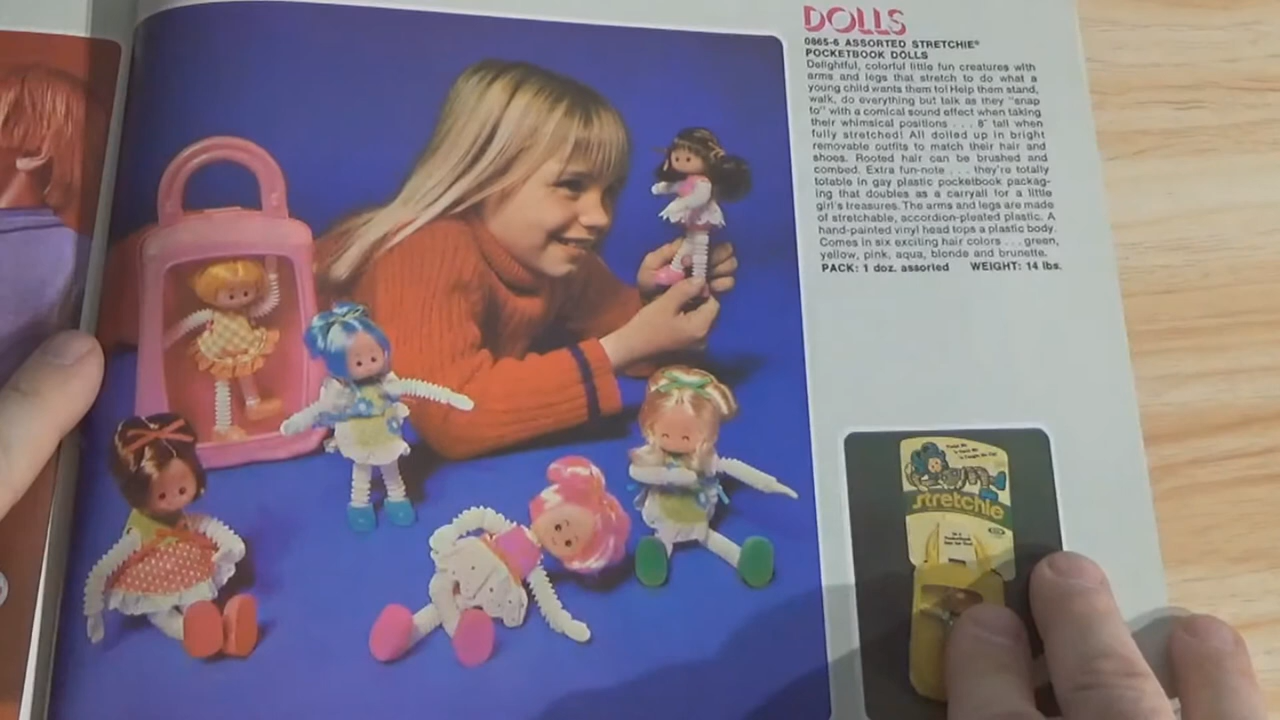 DOLLS
0865-6 ASSORTED STRETCHIE®
POCKETBOOK DOLLS
Delightful, colorful little fun creatures with
arms and legs that stretch to do what a
young child wants them to! Help them stand,
walk, do everything but talk as they "snap
to" with a comical sound effect when taking
their whimsical positions . . . 8" tall when
fully stretched! All dolled up in bright
removable outfits to match their hair and
shoes. Rooted hair can be brushed and
combed. Extra fun-note . . . they're totally
totable in gay plastic pocketbook packag-
ing that doubles as a carryall for a little
girl's treasures. The arms and legs are made
of stretchable, accordion-pleated plastic. A
hand-painted vinyl head tops a plastic body.
Comes in six exciting hair colors . . . green,
yellow, pink, aqua, blonde and brunette.
PACK: 1 doz. assorted WEIGHT: 14 lbs.
stretchie